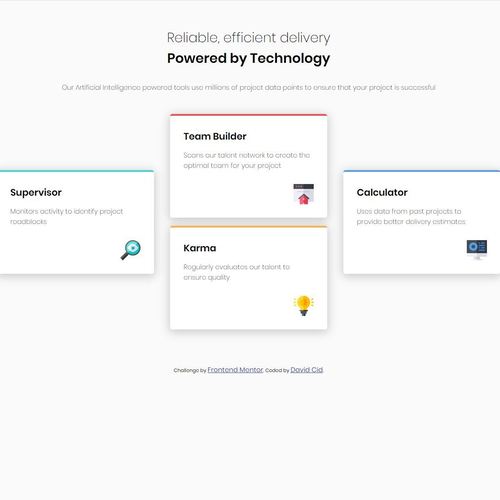 Reliable, efficient delivery
Powered by Technology
Our Artificial Intelligence powered tools use millions of project data points to ensure that your project is successful
Team Builder
Scans our talent network to create the
optimal team for your project
Supervisor
Monitors activity to identify project
roadblocks
Calculator
Uses data from past projects to
provide better delivery estimates
Karma
Regularly evaluates our talent to
ensure quality
Challenge by Frontend Mentor. Coded by David Cid.